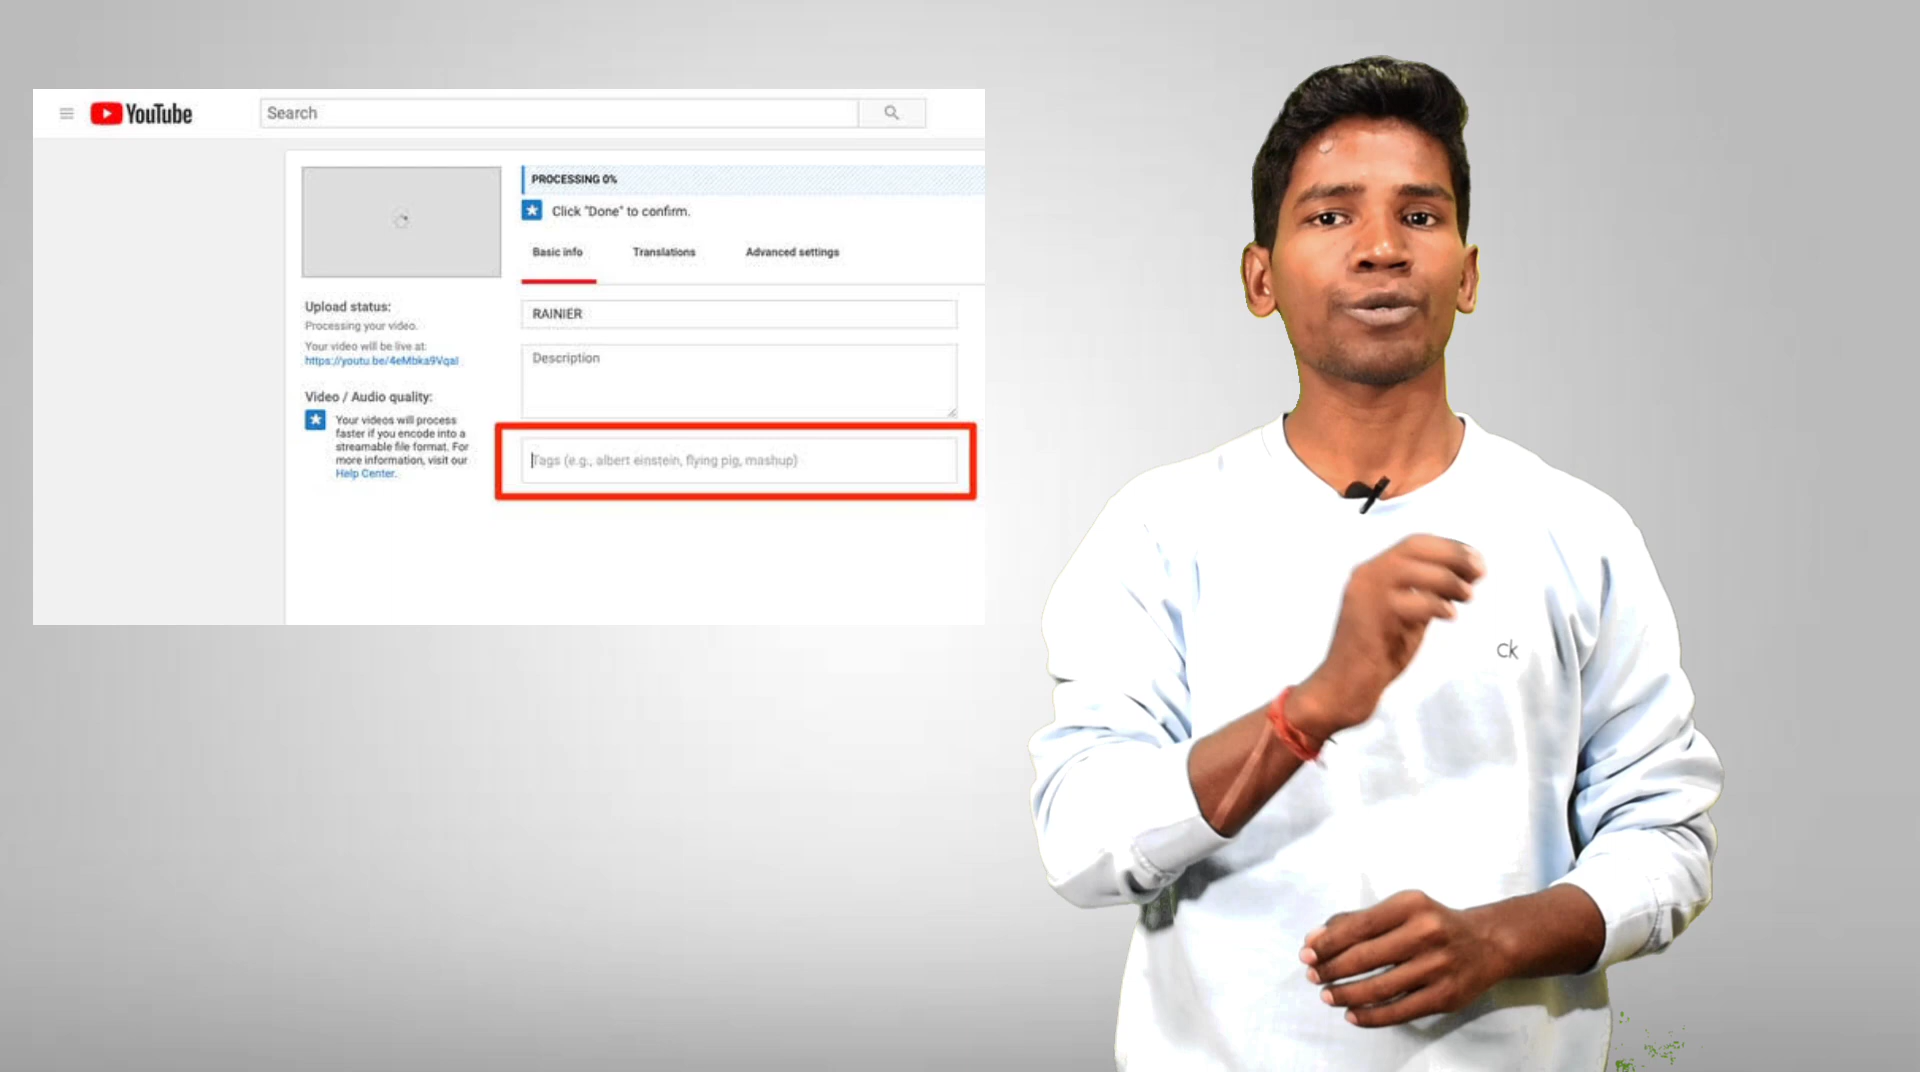 YouTube
Search
PROCESSING 0%
Click "Done" to confirm.
Basic info
Translations
Advanced settings
Upload status:
Processing your video.
Your video will be live at:
https://youtu.be/4eMbka9VqaI
Video / Audio quality:
Your videos will process
faster if you encode into a
streamable file format. For
more information, visit our
Help Center.
RAINIER
Description
Tags (e.g., albert einstein, flying pig, mashup)
ck